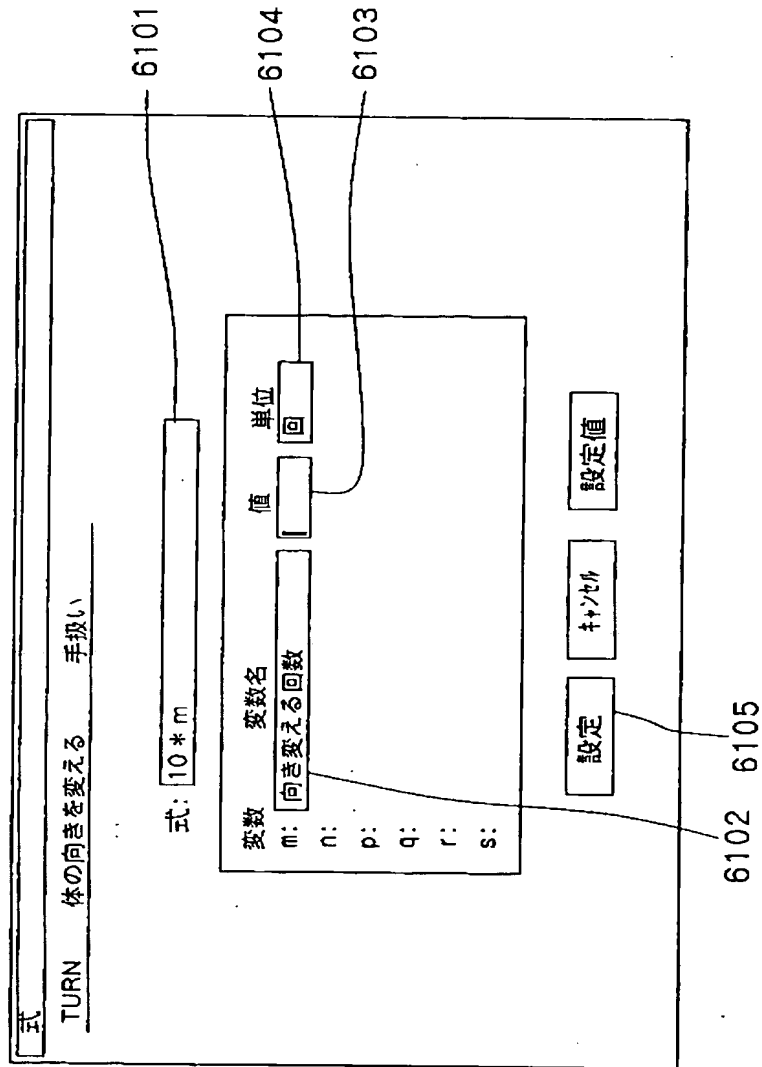 式
TURN 体の向きを変える 手扱い
式: 10*m
6101
変数 変数名 値 単位
m: 向き変える回数 回
6104
6103
n:
p:
q:
r:
s:
設定 キャンセル 設定値
6102
6105